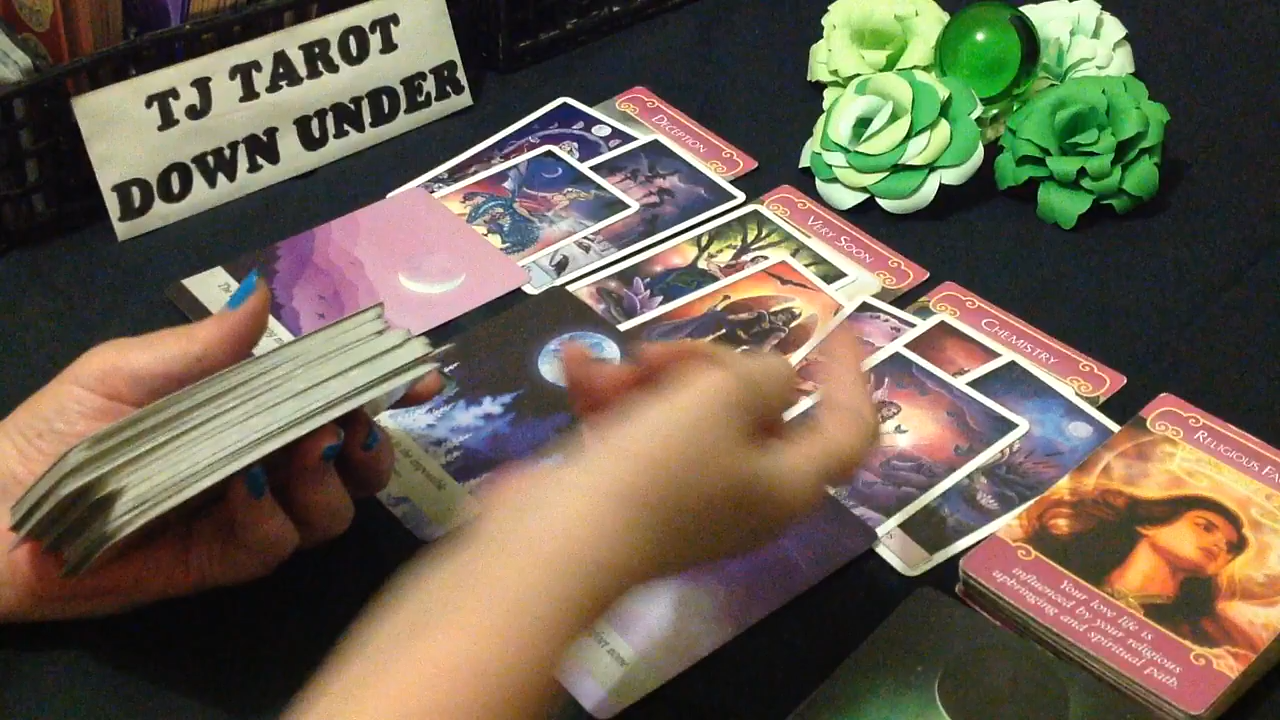 TJ TAROT
DOWN UNDER
DECEPTION
VERY SOON
CHEMISTRY
RELIGIOUS
Your love life is
influenced by your religious
upbringing and spiritual path.